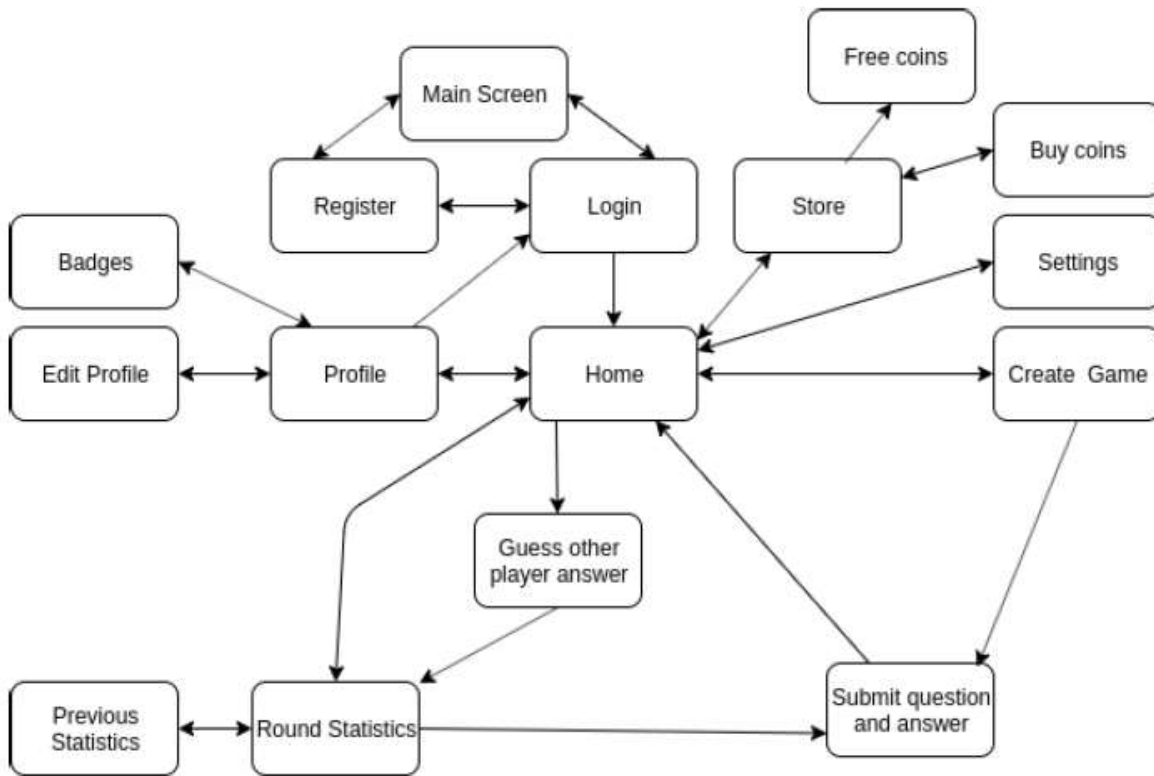 Free coins
Main Screen
Buy coins
Register
Login
Store
Badges
Settings
Edit Profile
Profile
Home
Create Game
Guess other
player answer
Previous
Statistics
Round Statistics
Submit question
and answer